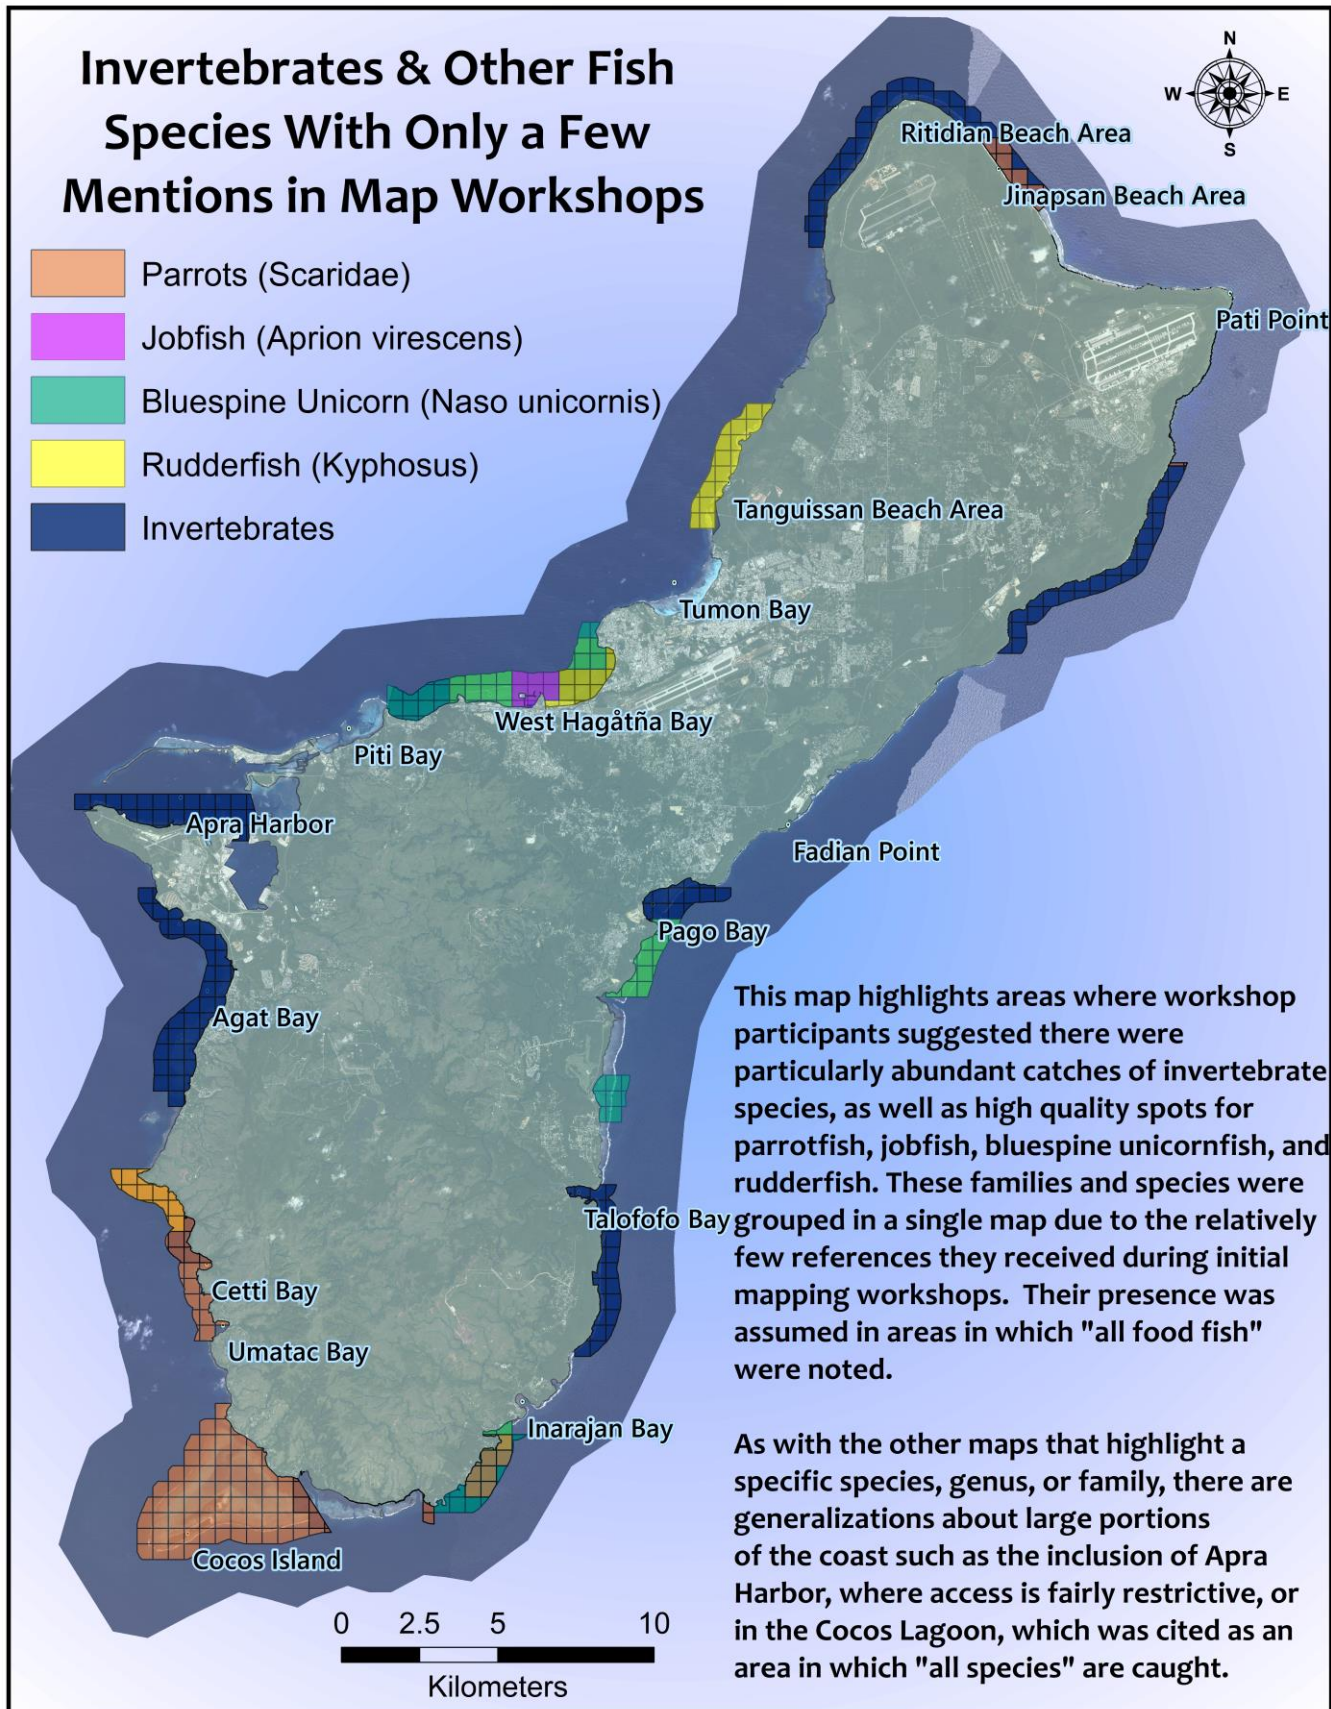 Invertebrates & Other Fish
Species With Only a Few
Mentions in Map Workshops
Parrots (Scaridae)
Jobfish (Aprion virescens)
Bluespine Unicorn (Naso unicornis)
Rudderfish (Kyphosus)
Invertebrates
N
W
E
S
Ritidian Beach Area
Jinapsan Beach Area
Pati Point
Tanguissan Beach Area
Tumon Bay
West Hagåtña Bay
Piti Bay
Apra Harbor
Fadian Point
Pago Bay
Agat Bay
Talofofo Bay
Cetti Bay
Umatac Bay
Inarajan Bay
Cocos Island
This map highlights areas where workshop
participants suggested there were
particularly abundant catches of invertebrate
species, as well as high quality spots for
parrotfish, jobfish, bluespine unicornfish, and
rudderfish. These families and species were
grouped in a single map due to the relatively
few references they received during initial
mapping workshops. Their presence was
assumed in areas in which "all food fish"
were noted.
As with the other maps that highlight a
specific species, genus, or family, there are
generalizations about large portions
of the coast such as the inclusion of Apra
Harbor, where access is fairly restrictive, or
in the Cocos Lagoon, which was cited as an
area in which "all species" are caught.
0 2.5 5 10
Kilometers